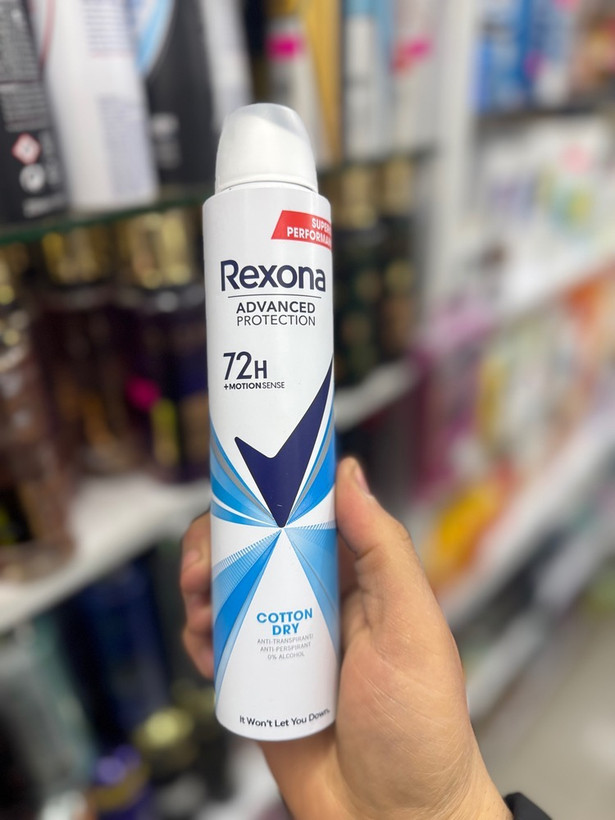 SUPER
PERFORMA
Rexona
ADVANCED
PROTECTION
72H
+MOTIONSENSE
COTTON
DRY
ANTI-TRANSPIRANT/
ANTI-PERSPIRANT
0% ALCOHOL
It Won't Let You Down